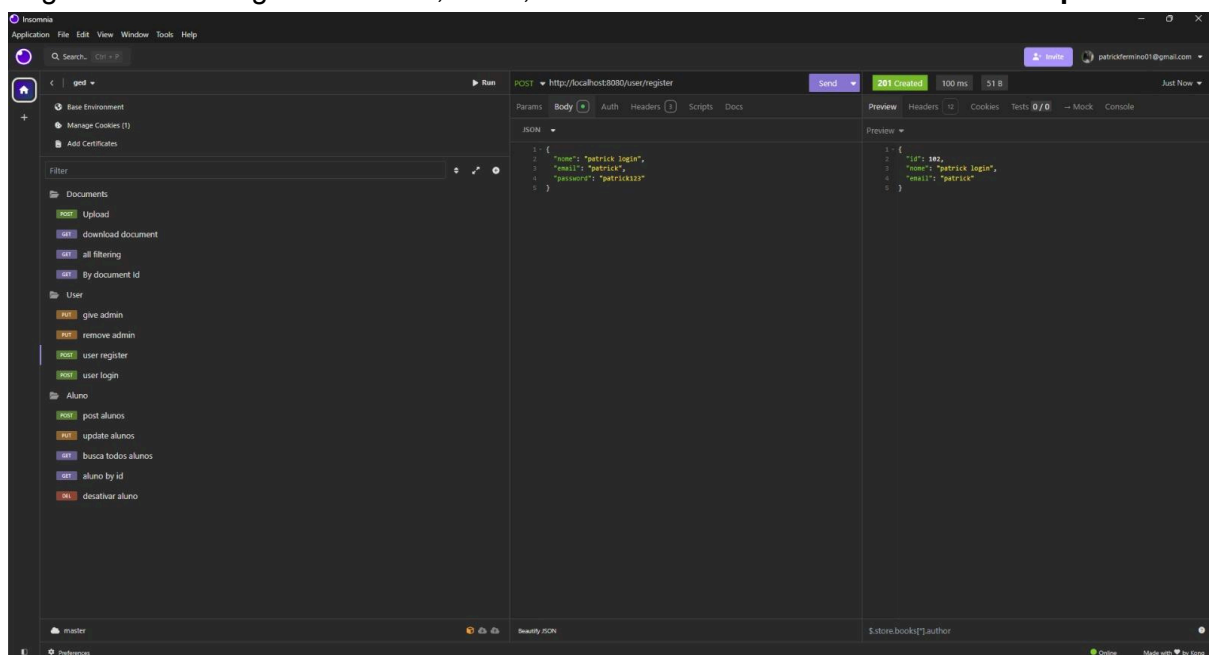 Insomnia
Application File Edit View Window Tools Help
Search.. Ctrl + P
Invite
patrickfermino01@gmail.com
ged
Run
Base Environment
Manage Cookies (1)
Add Certificates
Filter
Documents
POST Upload
GET download document
GET all filtering
GET By document Id
User
PUT give admin
PUT remove admin
POST user register
POST user login
Aluno
POST post alunos
PUT update alunos
GET busca todos alunos
GET aluno by id
DEL desativar aluno
master
Preferences
POST http://localhost:8080/user/register
Send
Params Body Auth Headers 3 Scripts Docs
JSON
1 {
2 "nome": "patrick login",
3 "email": "patrick",
4 "password": "patrick123"
5 }
Beautify JSON
201 Created 100 ms 51 B
Just Now
Preview Headers 12 Cookies Tests 0 / 0 → Mock Console
Preview
1 {
2 "id": 102,
3 "nome": "patrick login",
4 "email": "patrick"
5 }
$.store.books[*].author
Online
Made with by Kong